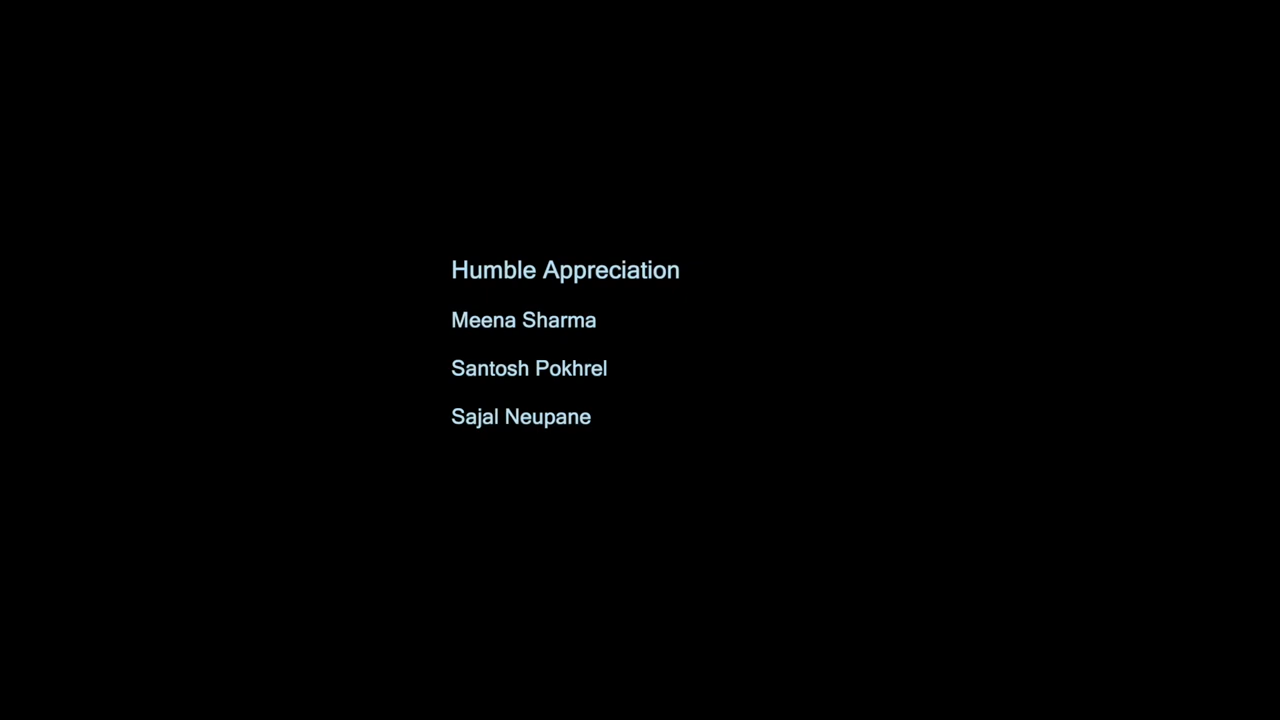 Humble Appreciation
Meena Sharma
Santosh Pokhrel
Sajal Neupane